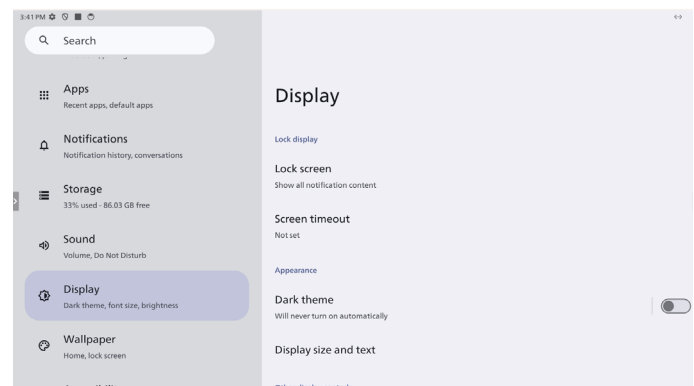 3:41 PM
Search
Apps
Recent apps, default apps
Notifications
Notification history, conversations
Storage
33% used - 86.03 GB free
Sound
Volume, Do Not Disturb
Display
Dark theme, font size, brightness
Wallpaper
Home, lock screen
Display
Lock display
Lock screen
Show all notification content
Screen timeout
Not set
Appearance
Dark theme
Will never turn on automatically
Display size and text